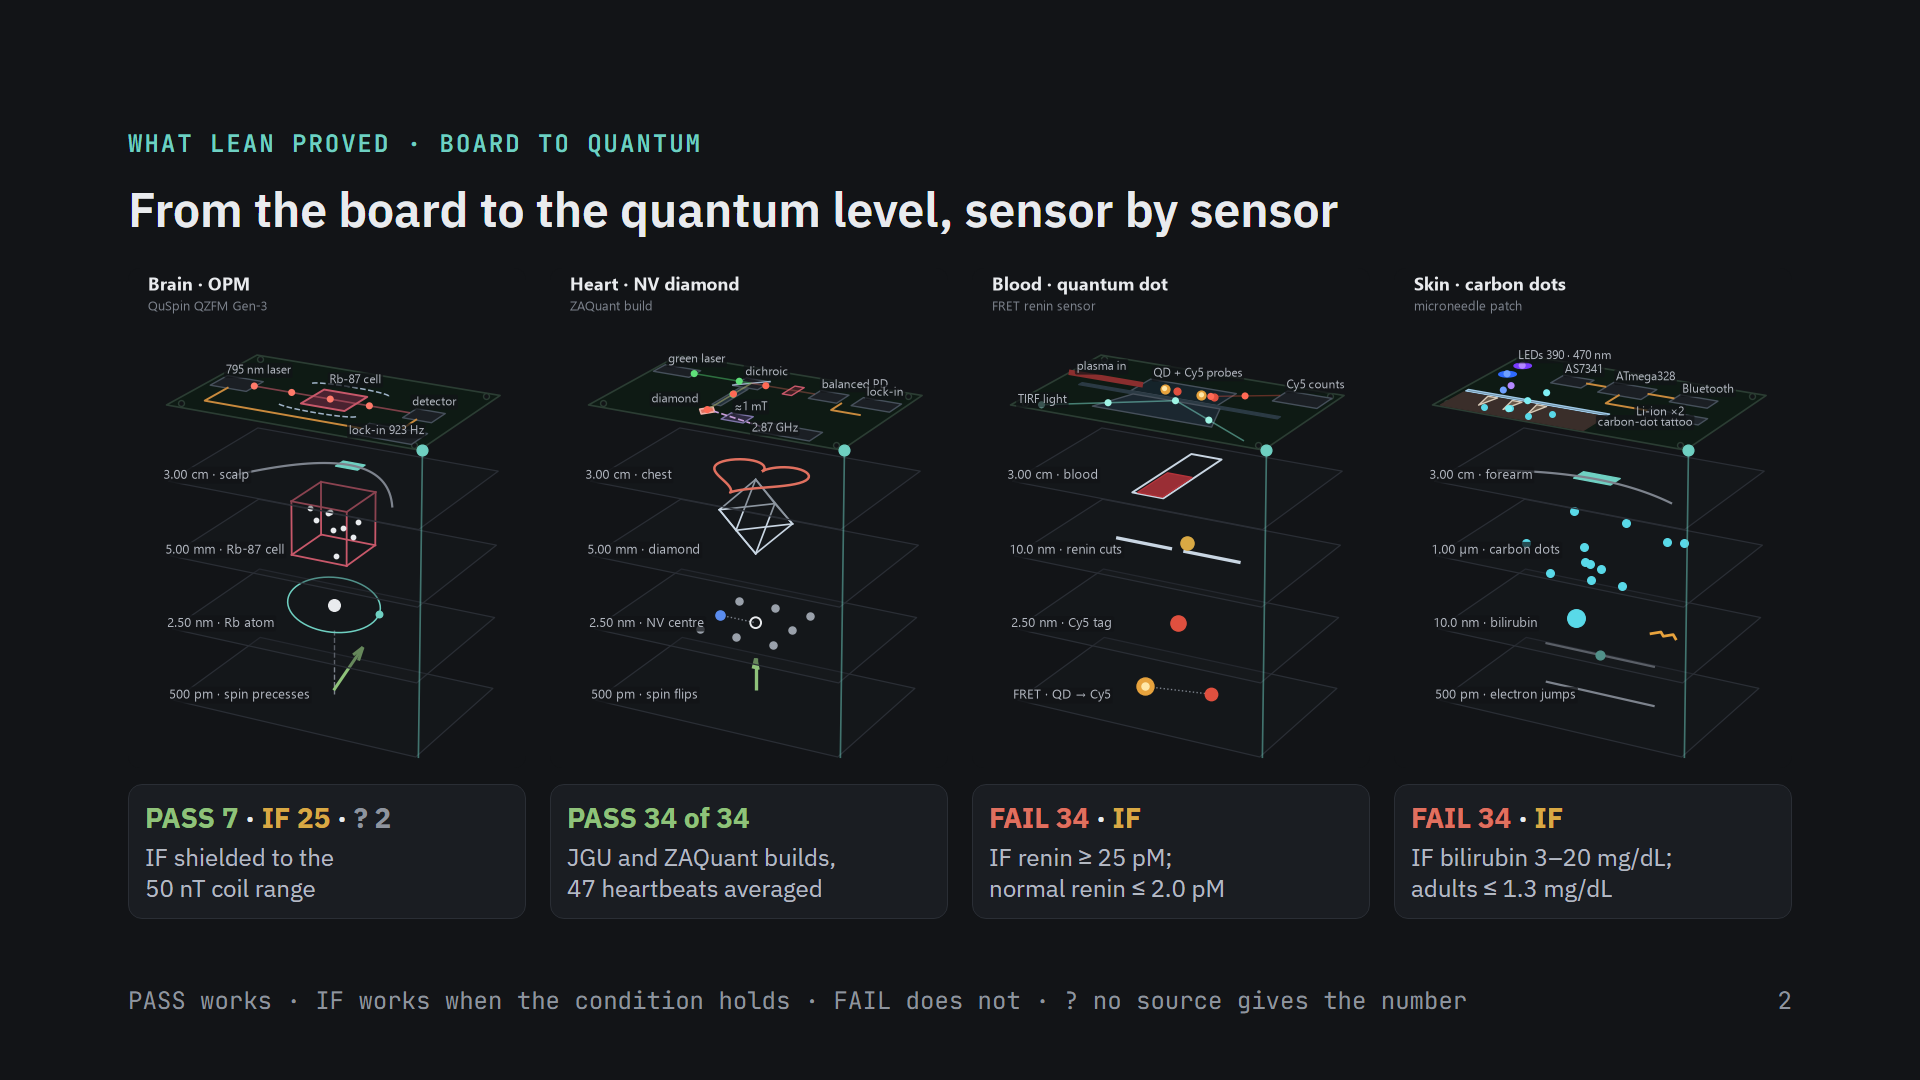 WHAT LEAN PROVED · BOARD TO QUANTUM
From the board to the quantum level, sensor by sensor
Brain · OPM
QuSpin QZFM Gen-3
795 nm laser
Rb-87 cell
detector
lock-in 923 Hz
3.00 cm · scalp
5.00 mm · Rb-87 cell
2.50 nm · Rb atom
500 pm · spin precesses
PASS 7 · IF 25 · ? 2
IF shielded to the
50 nT coil range
Heart · NV diamond
ZAQuant build
green laser
dichroic
balanced PD
lock-in
diamond
≈1 mT
2.87 GHz
3.00 cm · chest
5.00 mm · diamond
2.50 nm · NV centre
500 pm · spin flips
PASS 34 of 34
JGU and ZAQuant builds,
47 heartbeats averaged
Blood · quantum dot
FRET renin sensor
plasma in
QD + Cy5 probes
Cy5 counts
TIRF light
3.00 cm · blood
10.0 nm · renin cuts
2.50 nm · Cy5 tag
FRET · QD → Cy5
FAIL 34 · IF
IF renin ≥ 25 pM;
normal renin ≤ 2.0 pM
Skin · carbon dots
microneedle patch
LEDs 390 · 470 nm
AS7341
ATmega328
Bluetooth
Li-ion ×2
carbon-dot tattoo
3.00 cm · forearm
1.00 µm · carbon dots
10.0 nm · bilirubin
500 pm · electron jumps
FAIL 34 · IF
IF bilirubin 3–20 mg/dL;
adults ≤ 1.3 mg/dL
PASS works · IF works when the condition holds · FAIL does not · ? no source gives the number
2